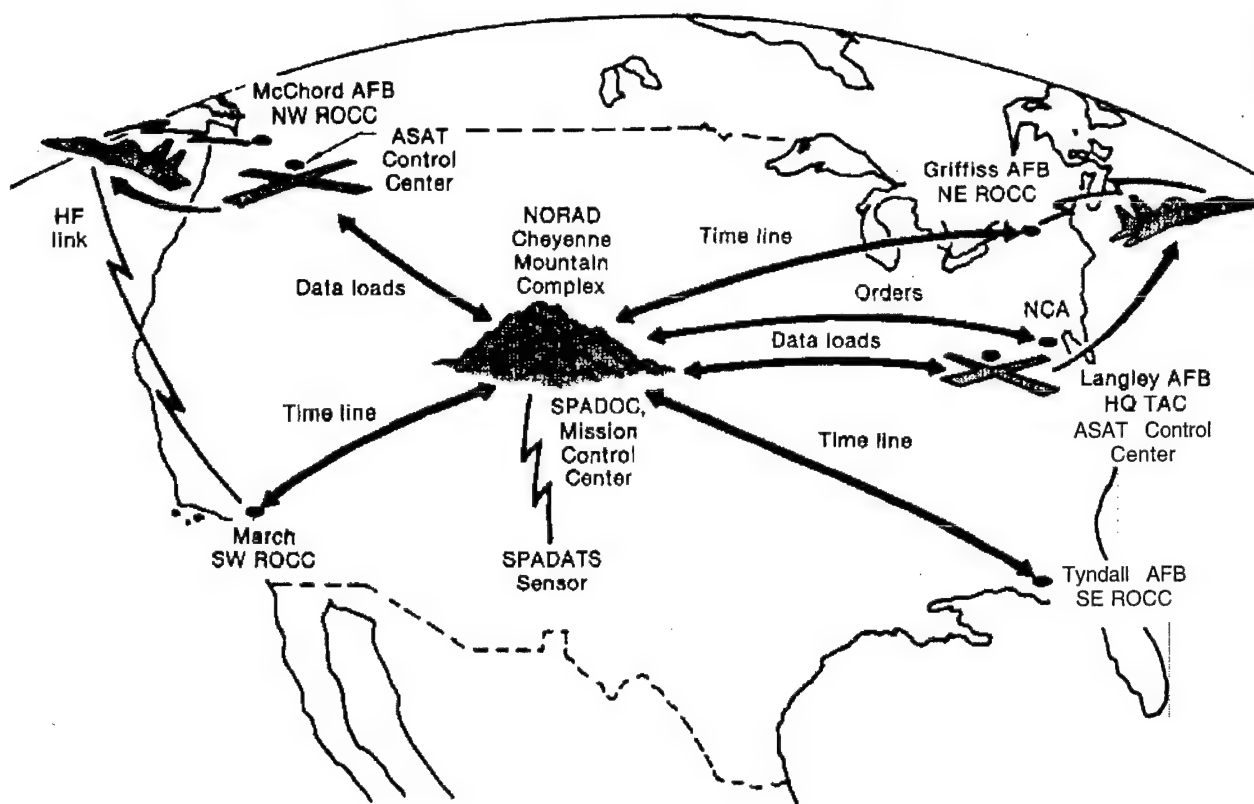 McChord AFB
NW ROCC
ASAT
Control
Center
HF
link
Data loads
NORAD
Cheyenne
Mountain
Complex
Time line
Griffiss AFB
NE ROCC
Orders
NCA
Data loads
Langley AFB
HQ TAC
ASAT Control
Center
Time line
SPADOC,
Mission
Control
Center
Time line
March
SW ROCC
SPADATS
Sensor
Tyndall AFB
SE ROCC